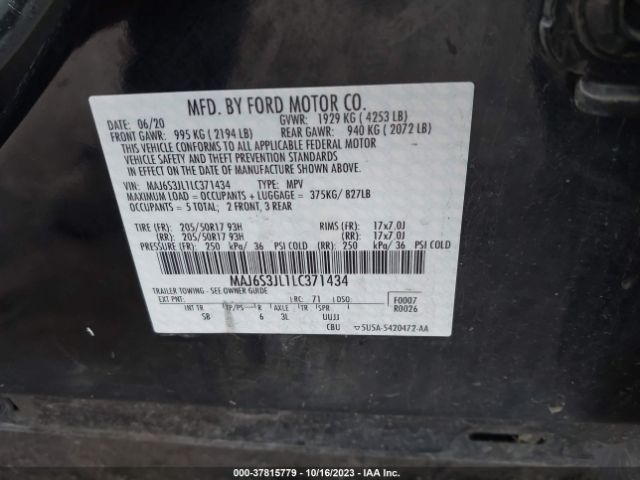 MFD. BY FORD MOTOR CO.
DATE: 06/20 GVWR: 1929 KG ( 4253 LB)
FRONT GAWR: 995 KG ( 2194 LB) REAR GAWR: 940 KG ( 2072 LB)
THIS VEHICLE CONFORMS TO ALL APPLICABLE FEDERAL MOTOR
VEHICLE SAFETY AND THEFT PREVENTION STANDARDS
IN EFFECT ON THE DATE OF MANUFACTURE SHOWN ABOVE.
VIN: MAJ6S3JL1LC371434 TYPE: MPV
MAXIMUM LOAD = OCCUPANTS + LUGGAGE = 375KG/ 827LB
OCCUPANTS = 5 TOTAL; 2 FRONT, 3 REAR
TIRE (FR): 205/50R17 93H RIMS (FR): 17x7.0J
(RR): 205/50R17 93H (RR): 17x7.0J
PRESSURE (FR): 250 kPa/ 36 PSI COLD (RR): 250 kPa/ 36 PSI COLD
MAJ6S3JL1LC371434
TRAILER TOWING - SEE OWNER GUIDE
EXT PNT: RC: 71 DSO: F0007
INT TR TP/PS R AXLE TR SPR R0026
SB 6 3L UUJJ
CBU SU5A-5420472-AA
000-37815779 - 10/16/2023 - IAA Inc.